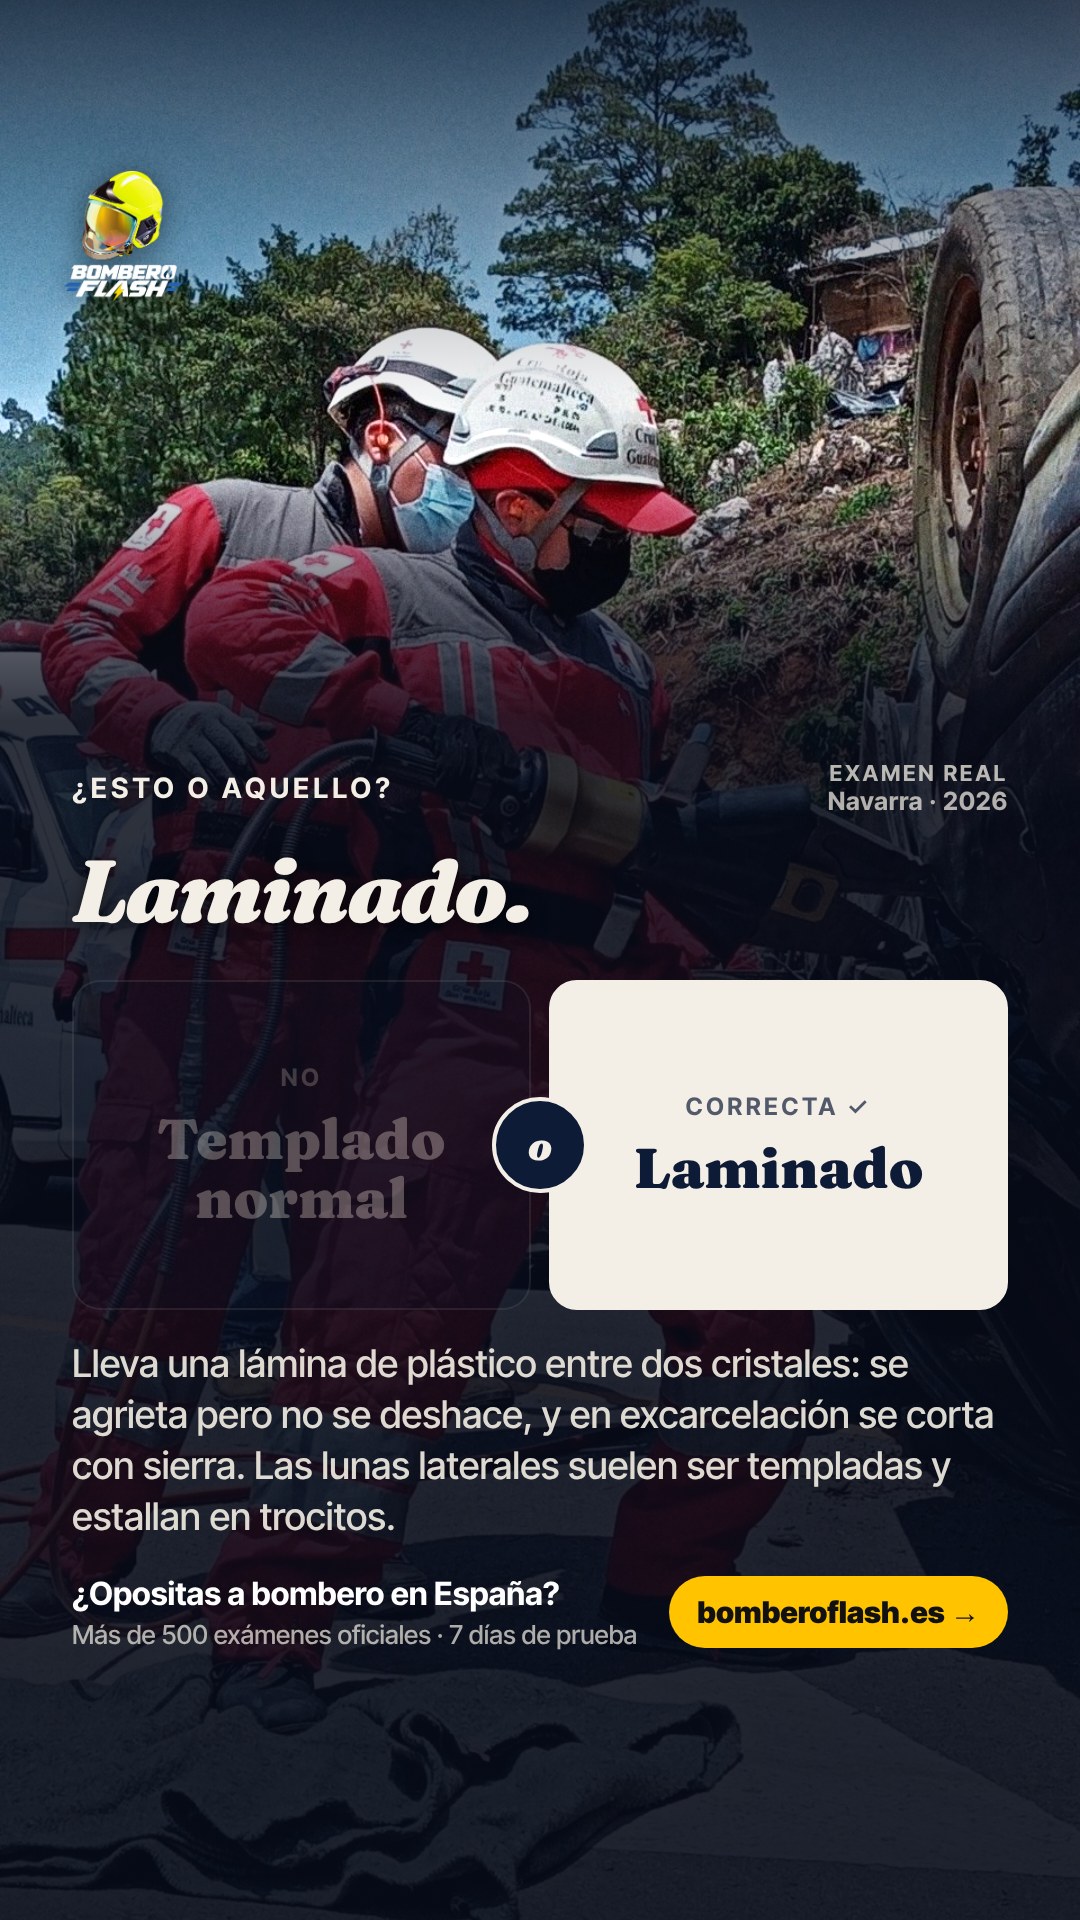 BOMBERO
FLASH
Cruz Roja
Guatemalteca
¿ESTO O AQUELLO?
EXAMEN REAL
Navarra · 2026
Laminado.
NO
Templado
normal
o
CORRECTA ✓
Laminado
Lleva una lámina de plástico entre dos cristales: se
agrieta pero no se deshace, y en excarcelación se corta
con sierra. Las lunas laterales suelen ser templadas y
estallan en trocitos.
¿Opositas a bombero en España?
Más de 500 exámenes oficiales · 7 días de prueba
bomberoflash.es →